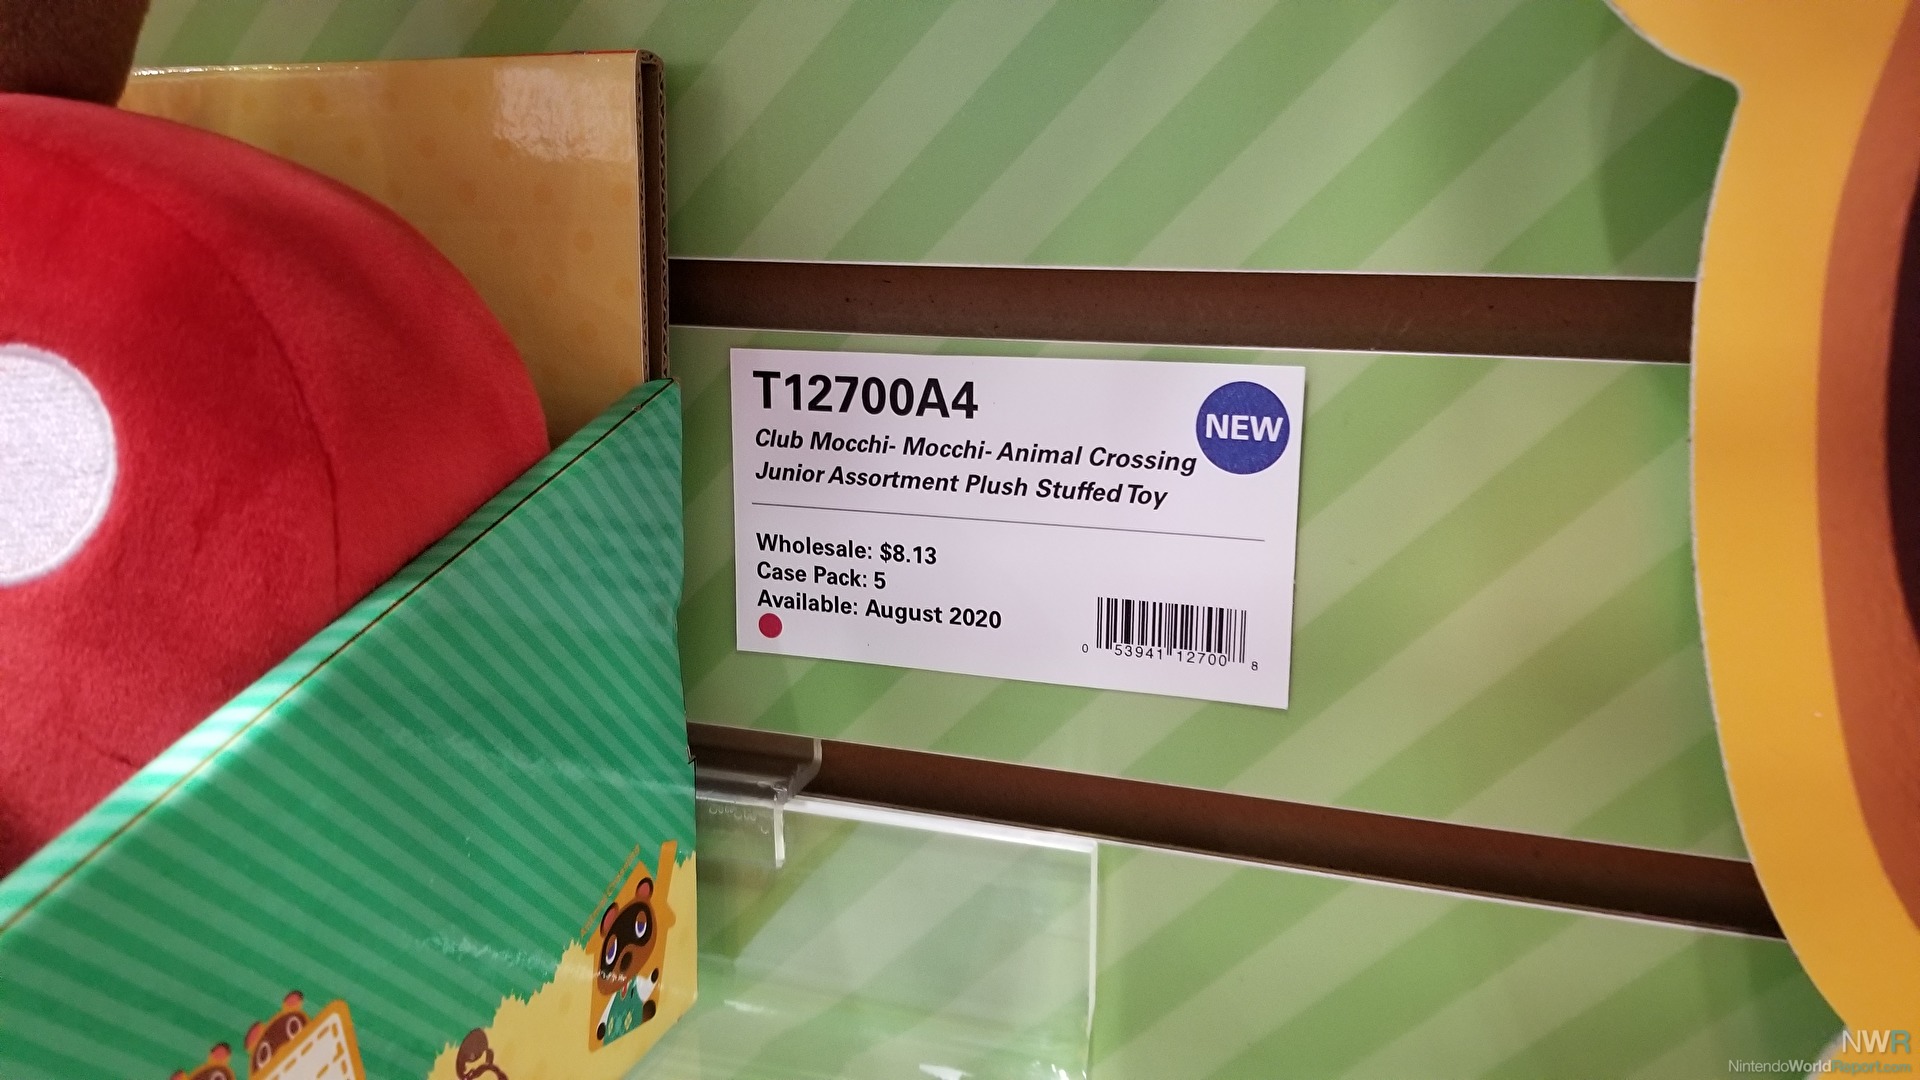 T12700A4
NEW
Club Mocchi- Mocchi- Animal Crossing
Junior Assortment Plush Stuffed Toy
Wholesale: $8.13
Case Pack: 5
Available: August 2020
0 53941 12700 8
NWR
NintendoWorldReport.com